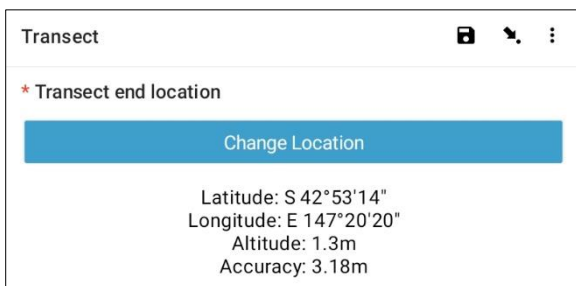 Transect
* Transect end location
Change Location
Latitude: S 42°53'14"
Longitude: E 147°20'20"
Altitude: 1.3m
Accuracy: 3.18m